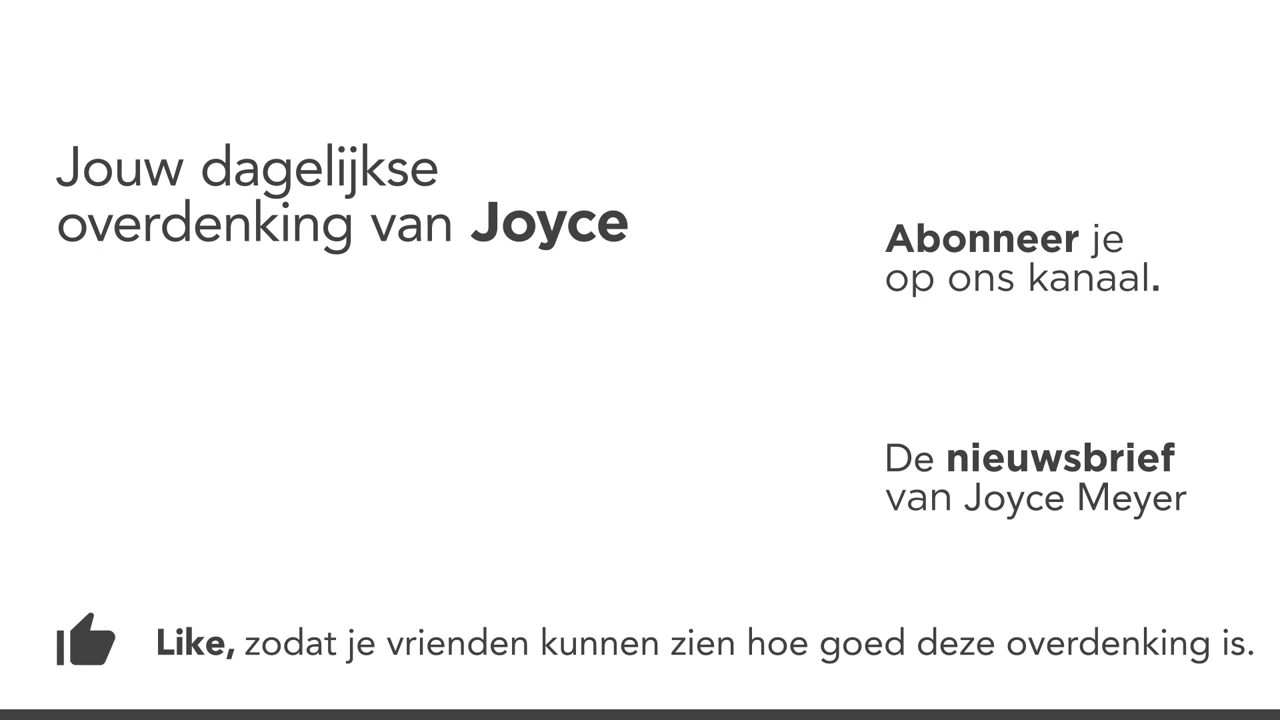 Jouw dagelijkse
overdenking van Joyce
Abonneer je
op ons kanaal.
De nieuwsbrief
van Joyce Meyer
Like, zodat je vrienden kunnen zien hoe goed deze overdenking is.